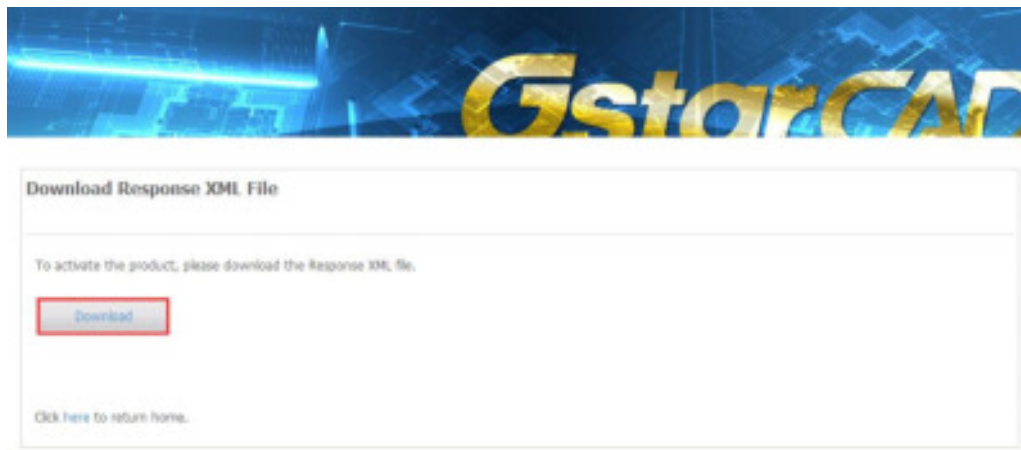 GstarCAD
Download Response XML File
To activate the product, please download the Response XML file.
Download
Click here to return home.